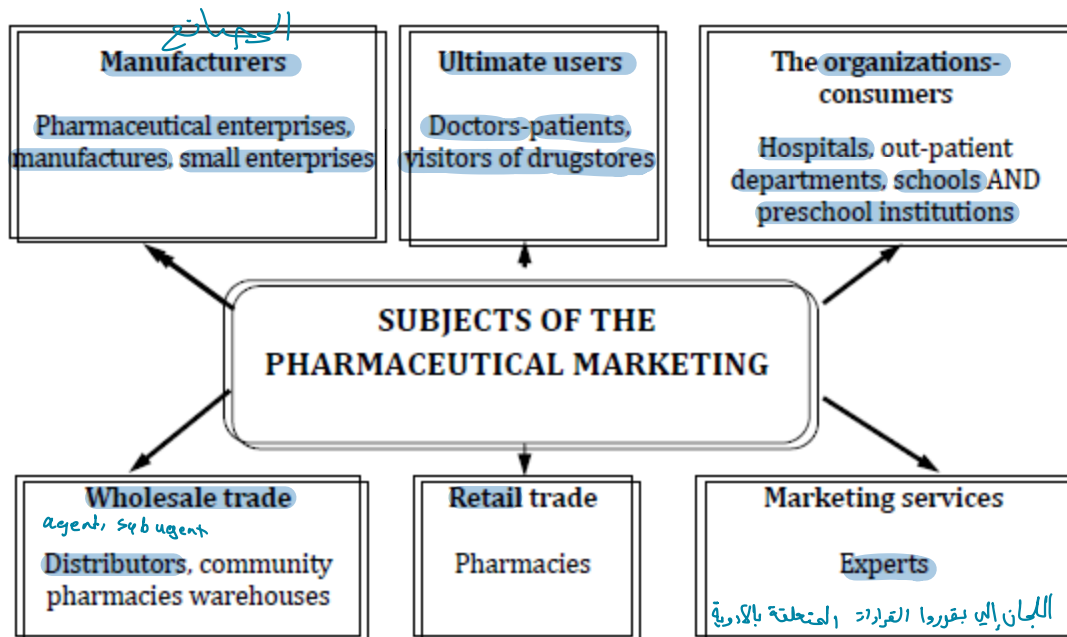 المصانع
Manufacturers
Pharmaceutical enterprises,
manufactures, small enterprises
Ultimate users
Doctors-patients,
visitors of drugstores
The organizations-
consumers
Hospitals, out-patient
departments, schools AND
preschool institutions
SUBJECTS OF THE
PHARMACEUTICAL MARKETING
Wholesale trade
agent, subugent
Distributors, community
pharmacies warehouses
Retail trade
Pharmacies
Marketing services
Experts
اللجان إلي بقرروا القرارات المتعلقة بالادوية